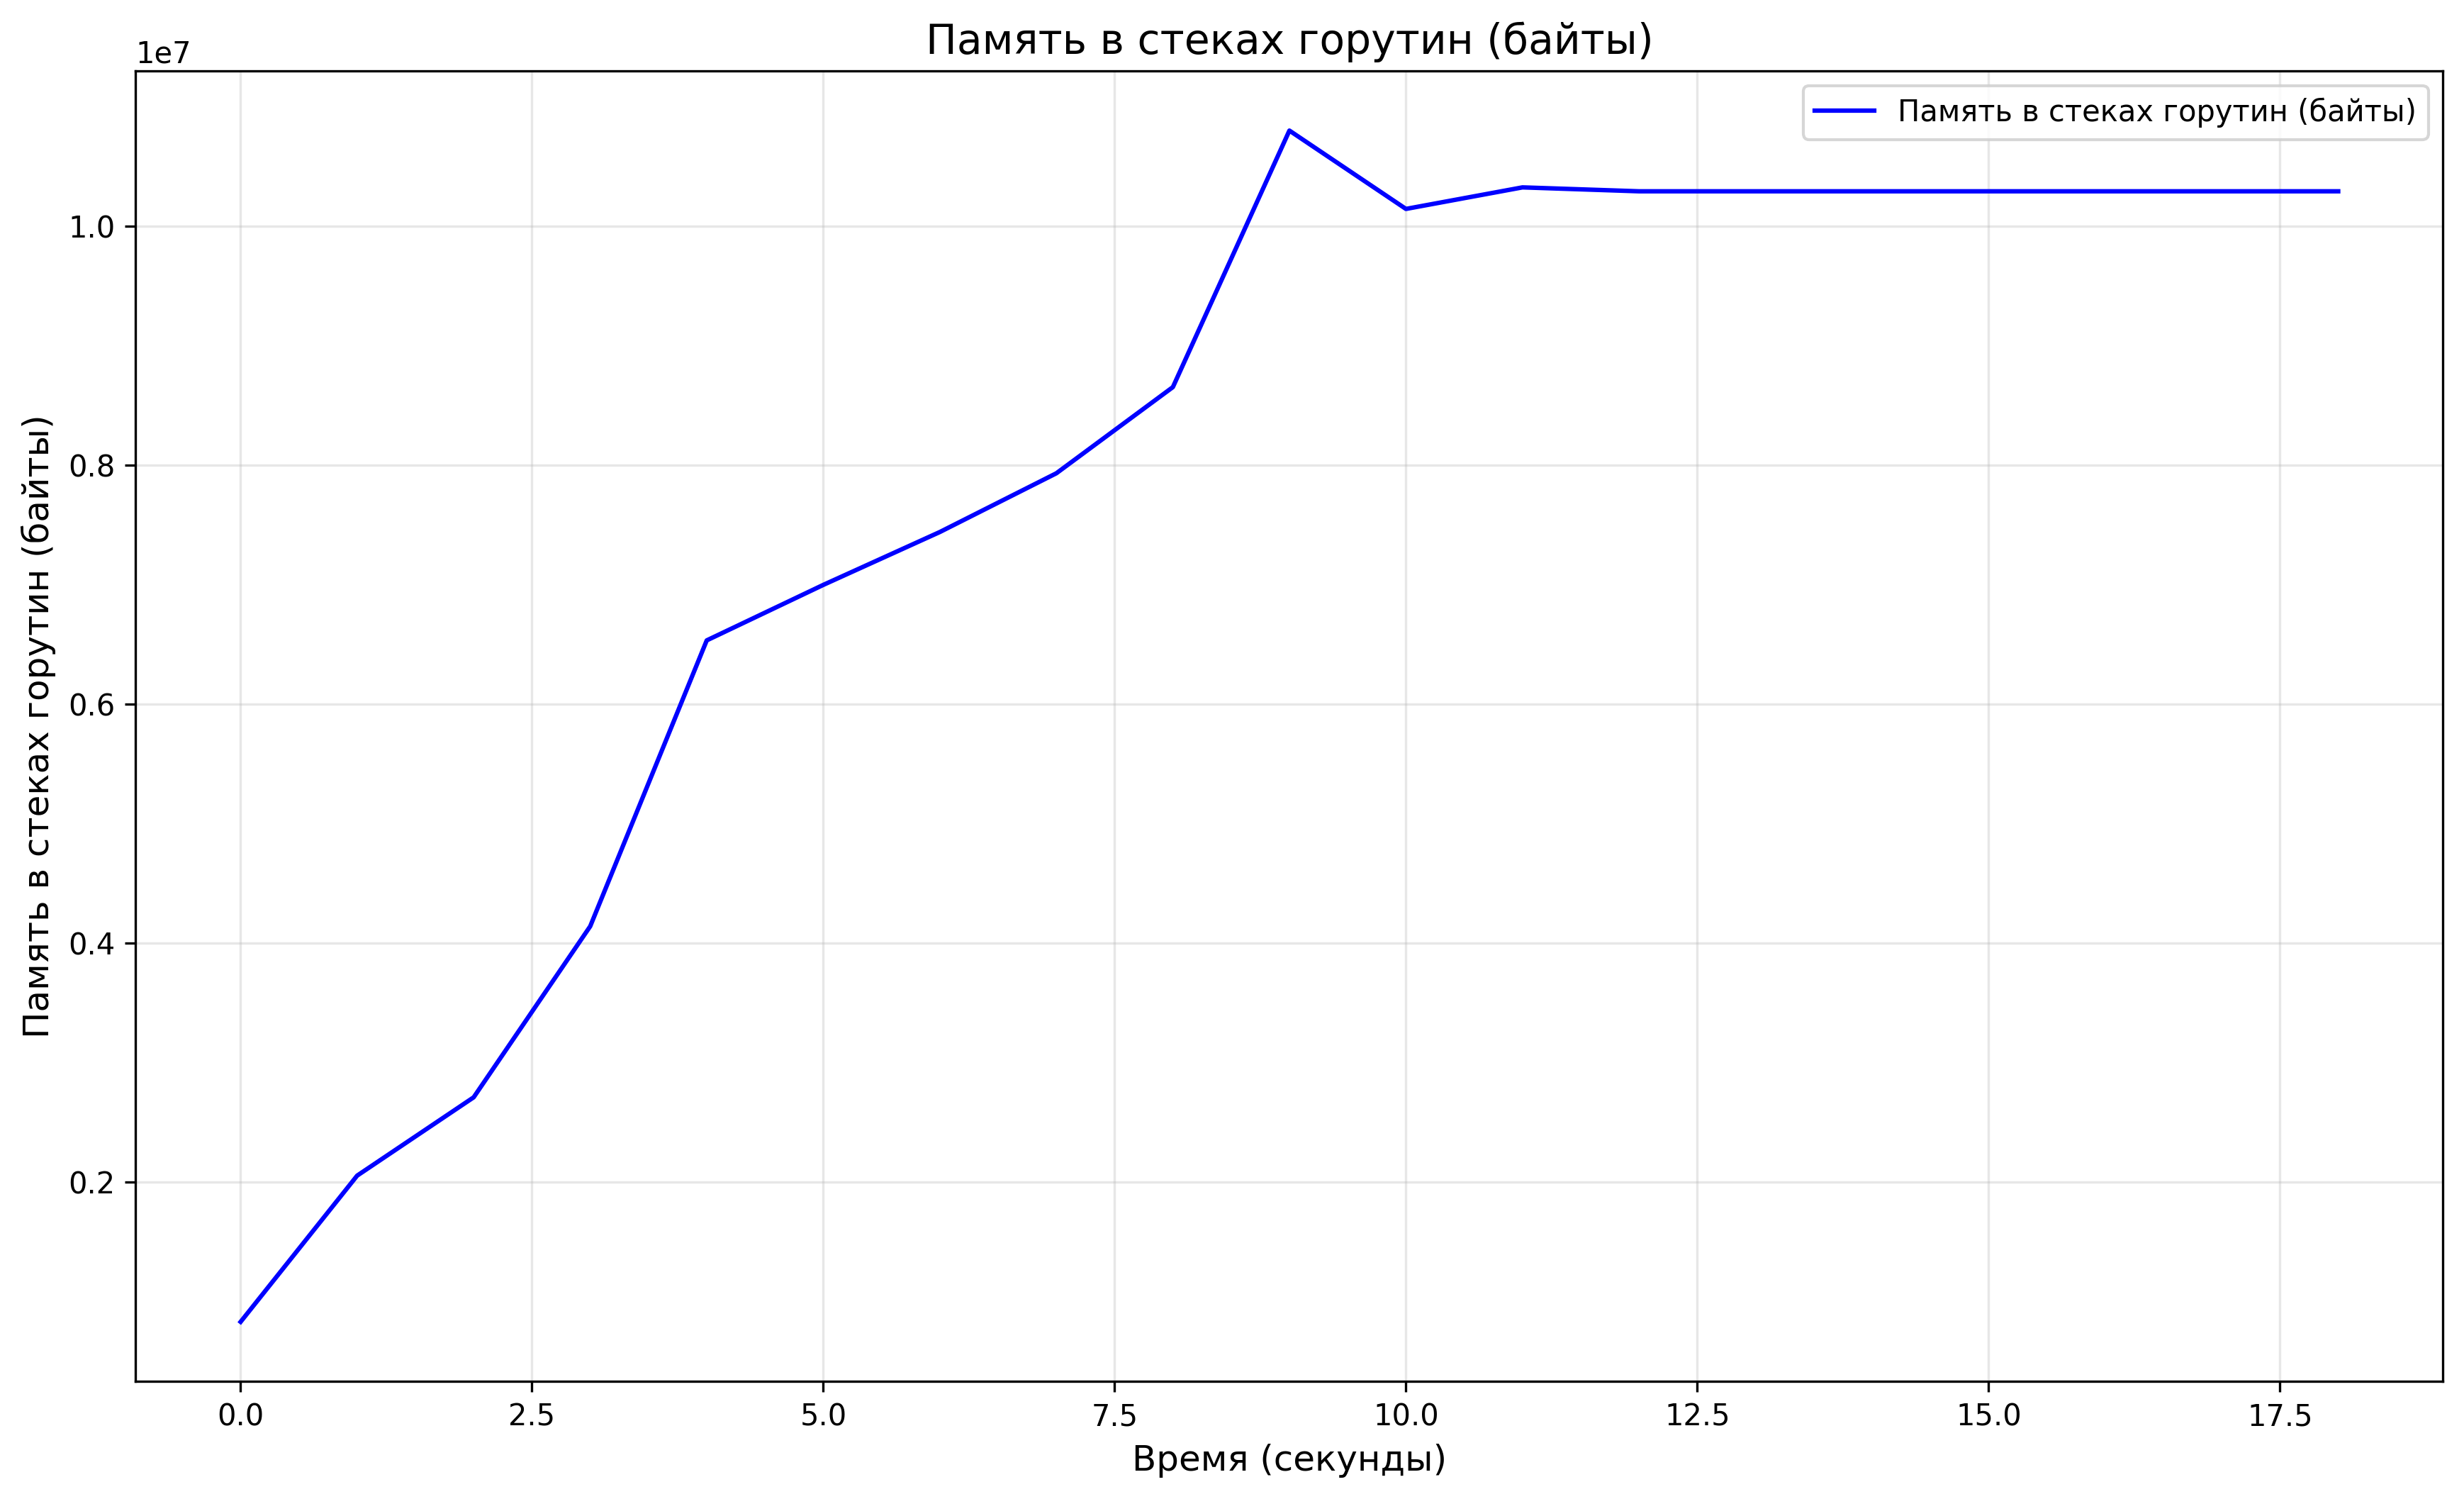 Память в стеках горутин (байты)
1e7
Память в стеках горутин (байты)
Память в стеках горутин (байты)
1.0
0.8
0.6
0.4
0.2
0.0 2.5 5.0 7.5 10.0 12.5 15.0 17.5
Время (секунды)